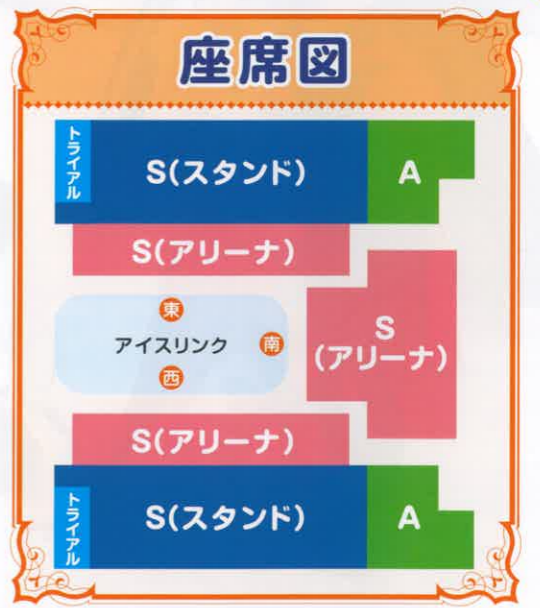 座席図
トライアル
S(スタンド)
A
S(アリーナ)
東
アイスリンク
南
西
S
(アリーナ)
S(アリーナ)
トライアル
S(スタンド)
A